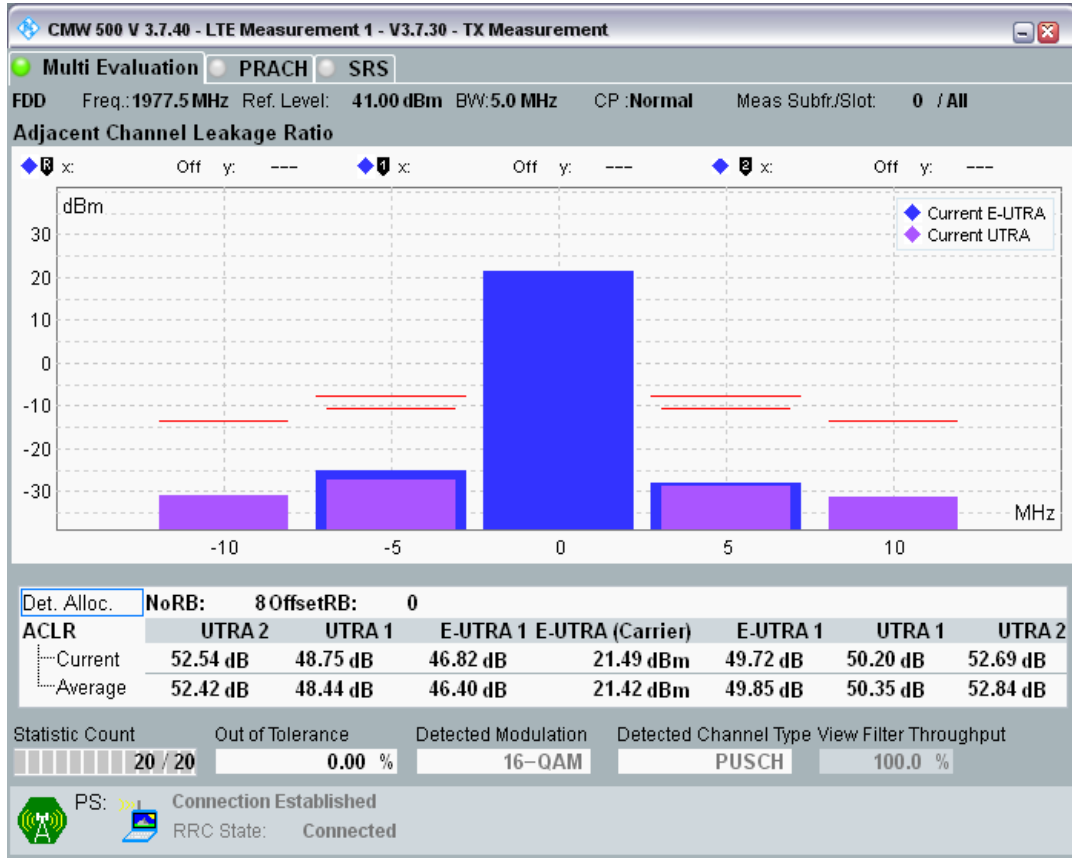 CMW 500 V 3.7.40 - LTE Measurement 1 - V3.7.30 - TX Measurement
Multi Evaluation PRACH SRS
FDD Freq.: 1977.5 MHz Ref. Level: 41.00 dBm BW: 5.0 MHz CP : Normal Meas Subfr./Slot: 0 / All
Adjacent Channel Leakage Ratio
R x: Off y: --- 1 x: Off y: --- 2 x: Off y: ---
dBm
Current E-UTRA
Current UTRA
30
20
10
0
-10
-20
-30
MHz
-10 -5 0 5 10
Det. Alloc. NoRB: 8 OffsetRB: 0
ACLR UTRA 2 UTRA 1 E-UTRA 1 E-UTRA (Carrier) E-UTRA 1 UTRA 1 UTRA 2
Current 52.54 dB 48.75 dB 46.82 dB 21.49 dBm 49.72 dB 50.20 dB 52.69 dB
Average 52.42 dB 48.44 dB 46.40 dB 21.42 dBm 49.85 dB 50.35 dB 52.84 dB
Statistic Count Out of Tolerance Detected Modulation Detected Channel Type View Filter Throughput
20 / 20 0.00 % 16-QAM PUSCH 100.0 %
PS: Connection Established
RRC State: Connected